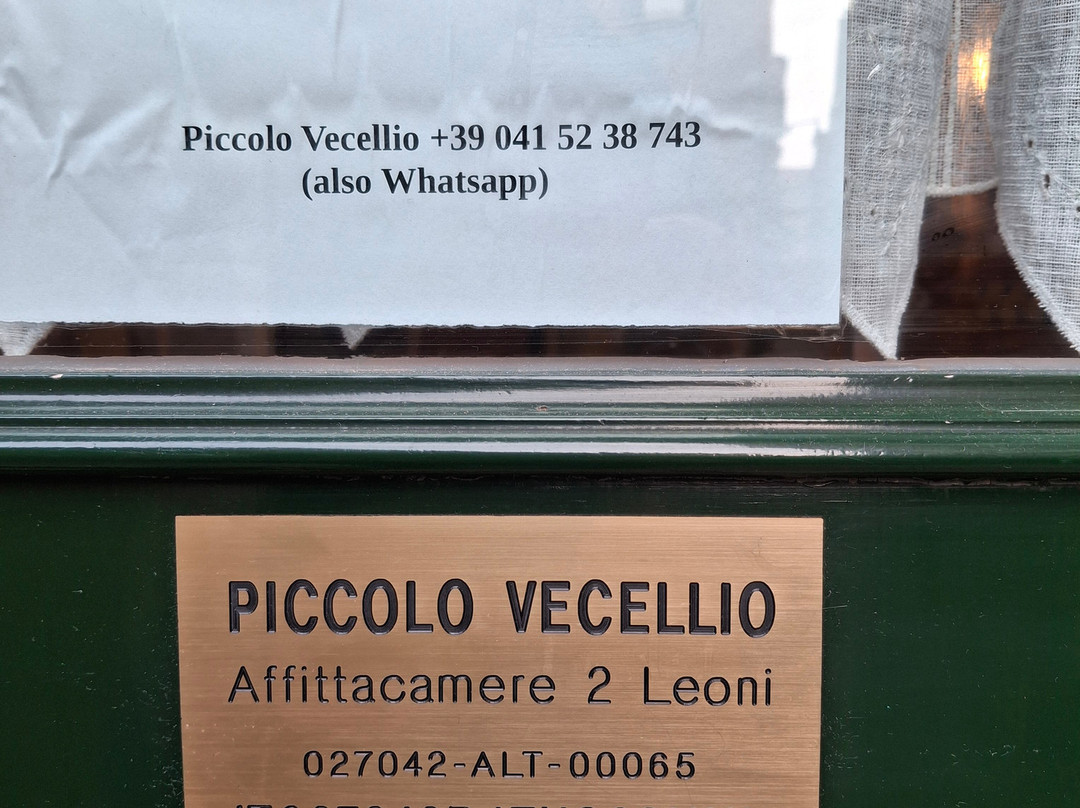 Piccolo Vecellio +39 041 52 38 743
(also Whatsapp)
PICCOLO VECELLIO
Affittacamere 2 Leoni
027042-ALT-00065